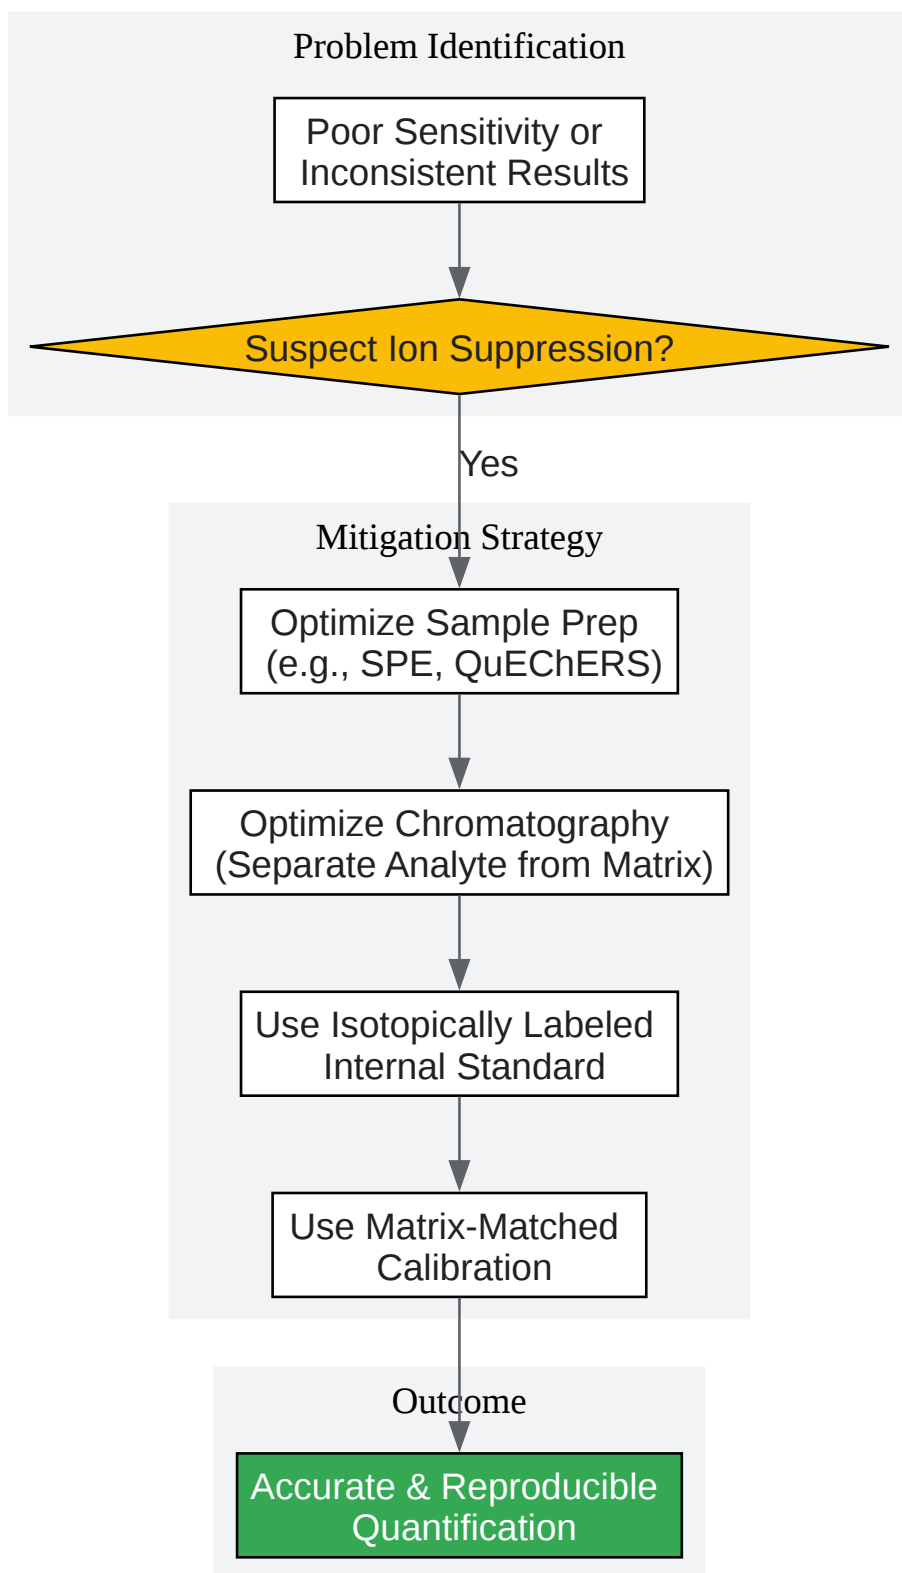 Problem Identification
Poor Sensitivity or
Inconsistent Results
Suspect Ion Suppression?
Yes
Mitigation Strategy
Optimize Sample Prep
(e.g., SPE, QuEChERS)
Optimize Chromatography
(Separate Analyte from Matrix)
Use Isotopically Labeled
Internal Standard
Use Matrix-Matched
Calibration
Outcome
Accurate & Reproducible
Quantification